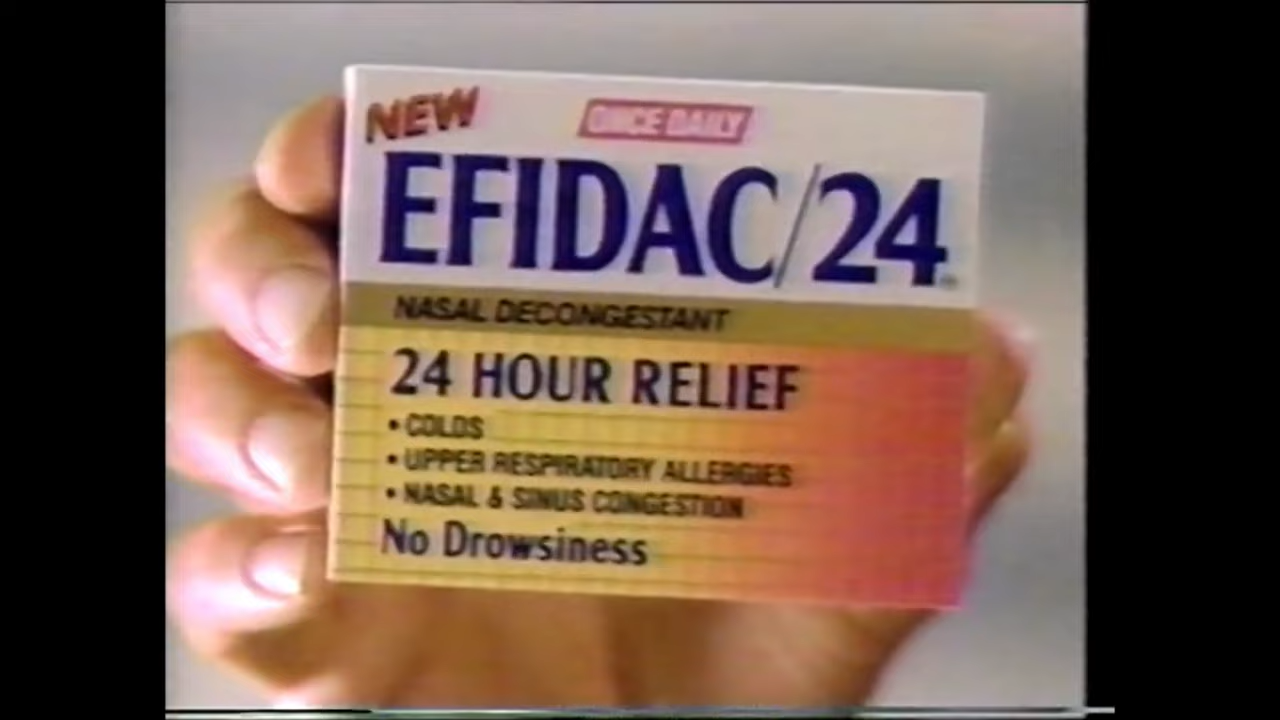 NEW
ONCE DAILY
EFIDAC/24
NASAL DECONGESTANT
24 HOUR RELIEF
• COLDS
• UPPER RESPIRATORY ALLERGIES
• NASAL & SINUS CONGESTION
No Drowsiness